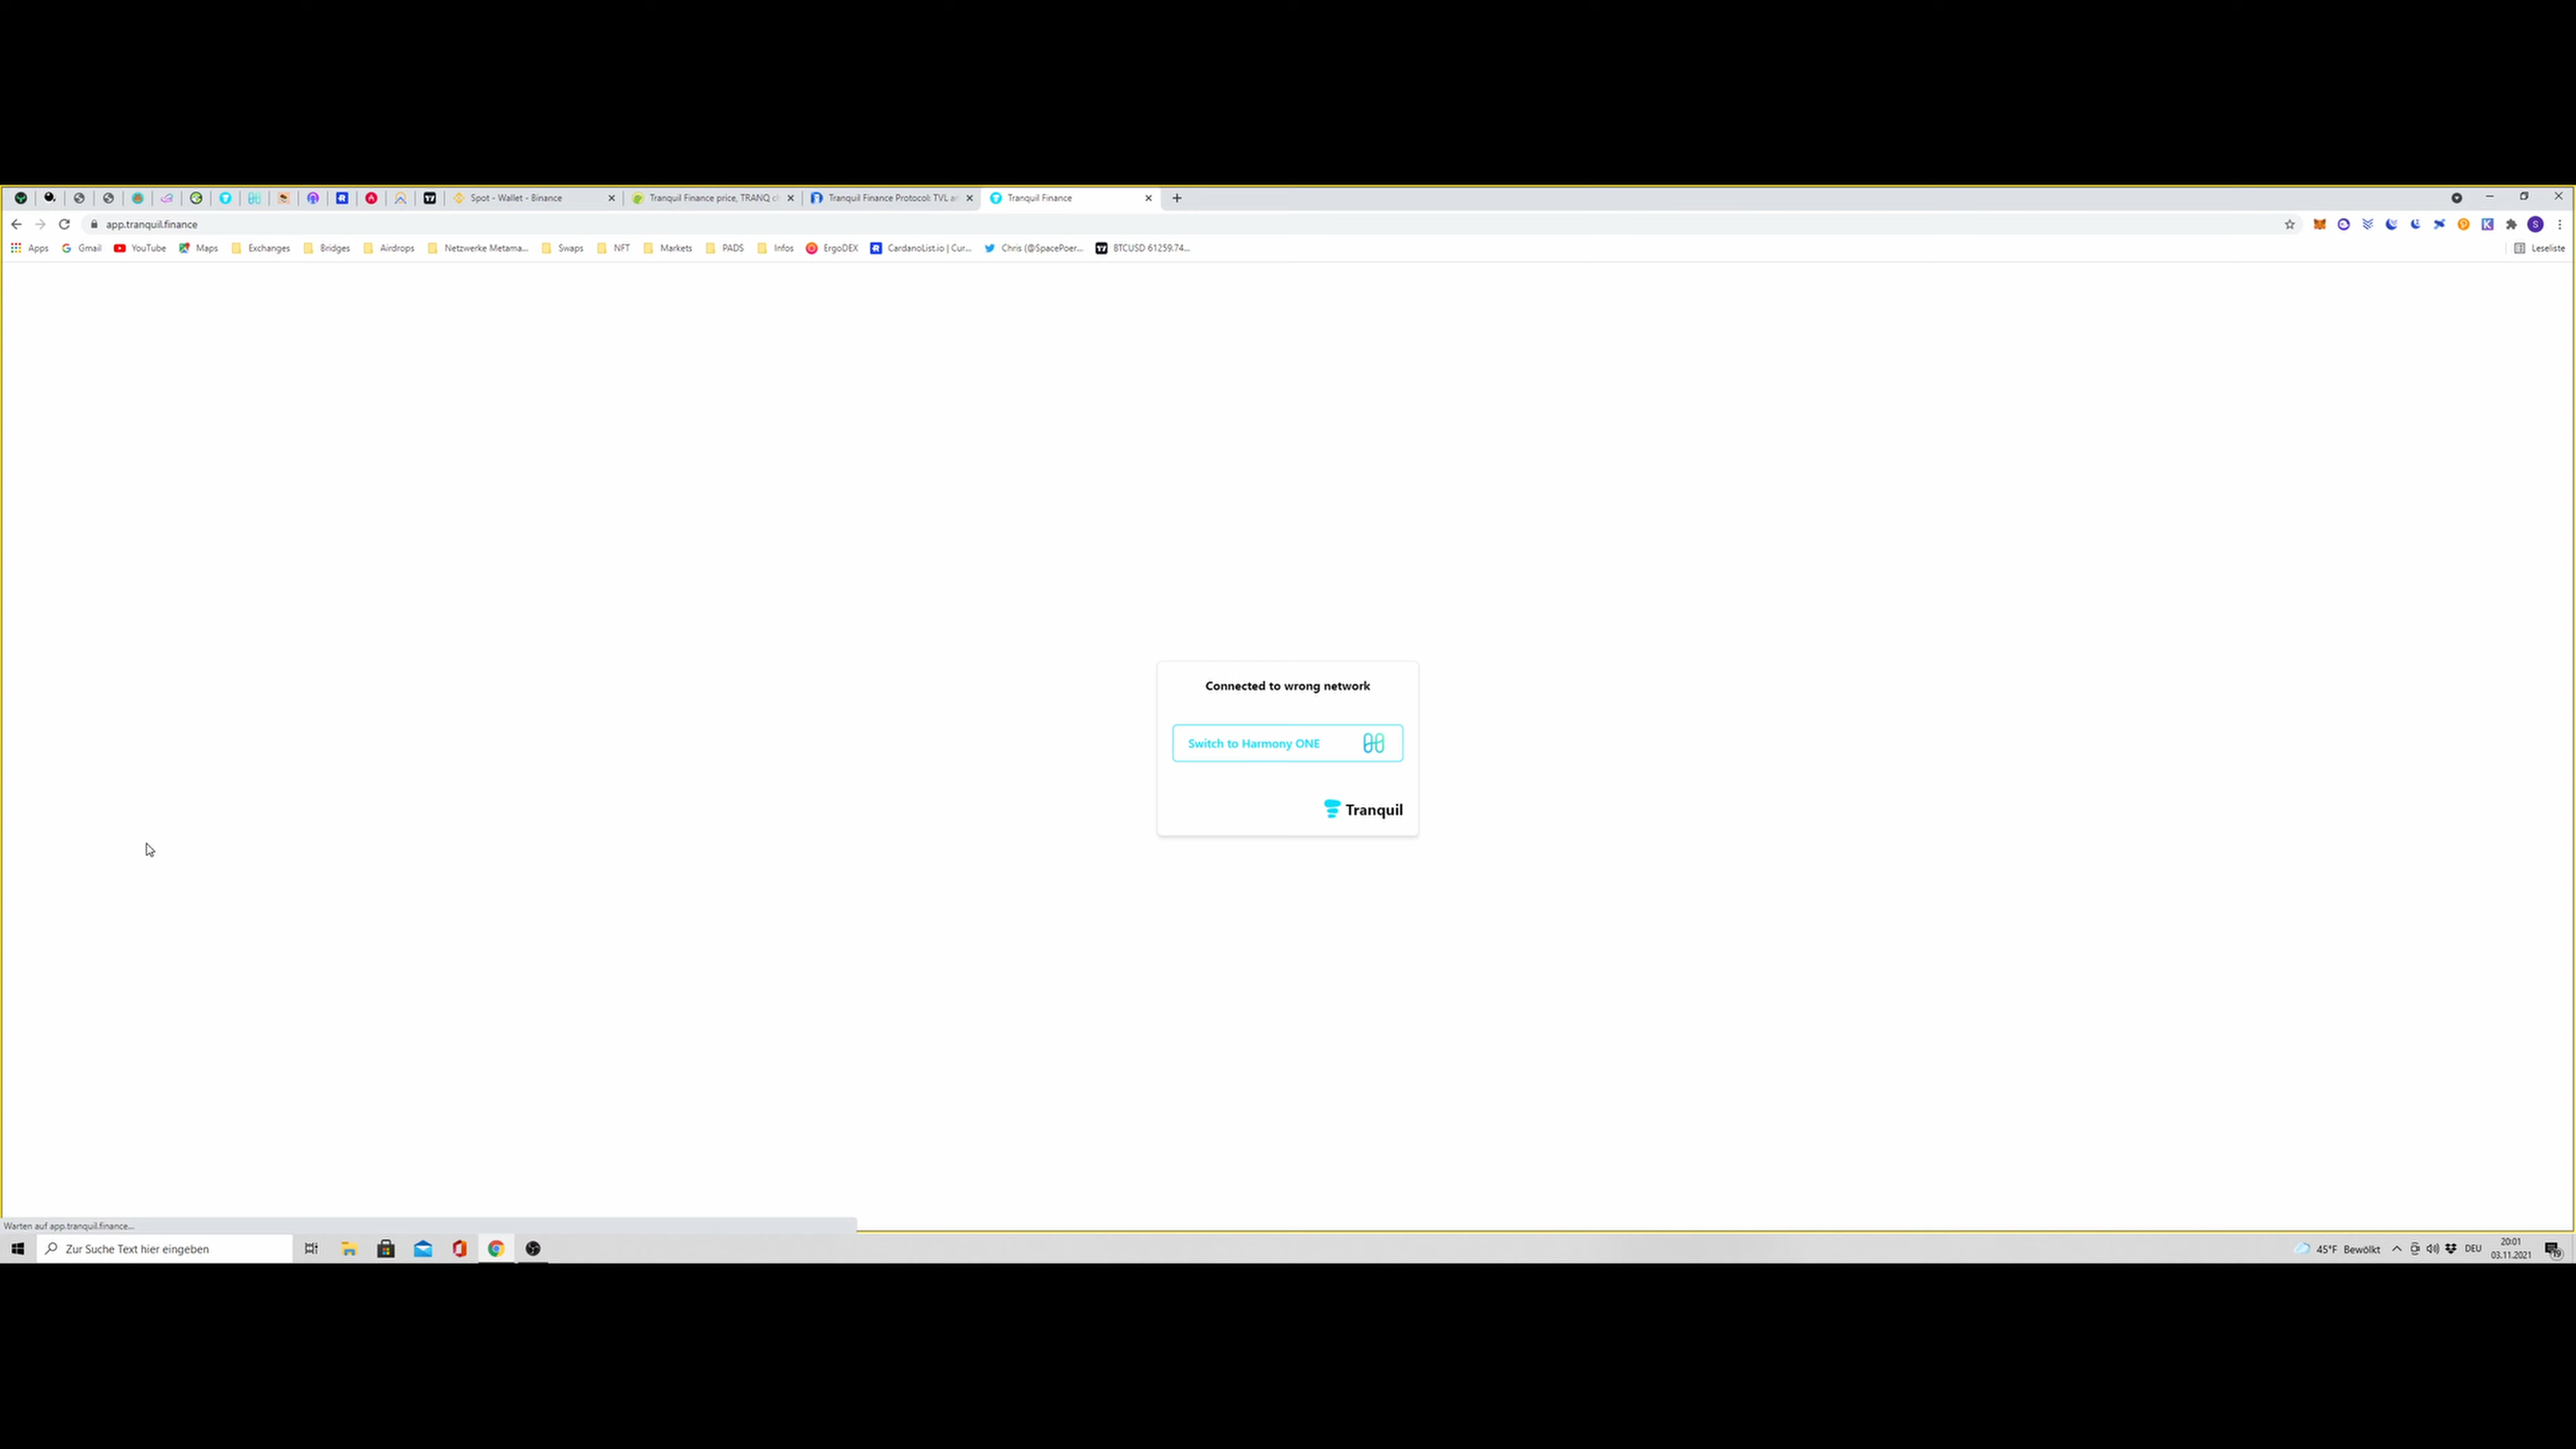 Spot - Wallet - Binance
Tranquil Finance price, TRANQ c
Tranquil Finance Protocol: TVL a
Tranquil Finance
app.tranquil.finance
Apps
Gmail
YouTube
Maps
Exchanges
Bridges
Airdrops
Netzwerke Metama...
Swaps
NFT
Markets
PADS
Infos
ErgoDEX
CardanoList.io | Cur...
Chris (@SpacePoer...
BTCUSD 61259.74...
Leseliste
Connected to wrong network
Switch to Harmony ONE
Tranquil
Warten auf app.tranquil.finance...
Zur Suche Text hier eingeben
45°F Bewölkt
DEU
20:01
03.11.2021